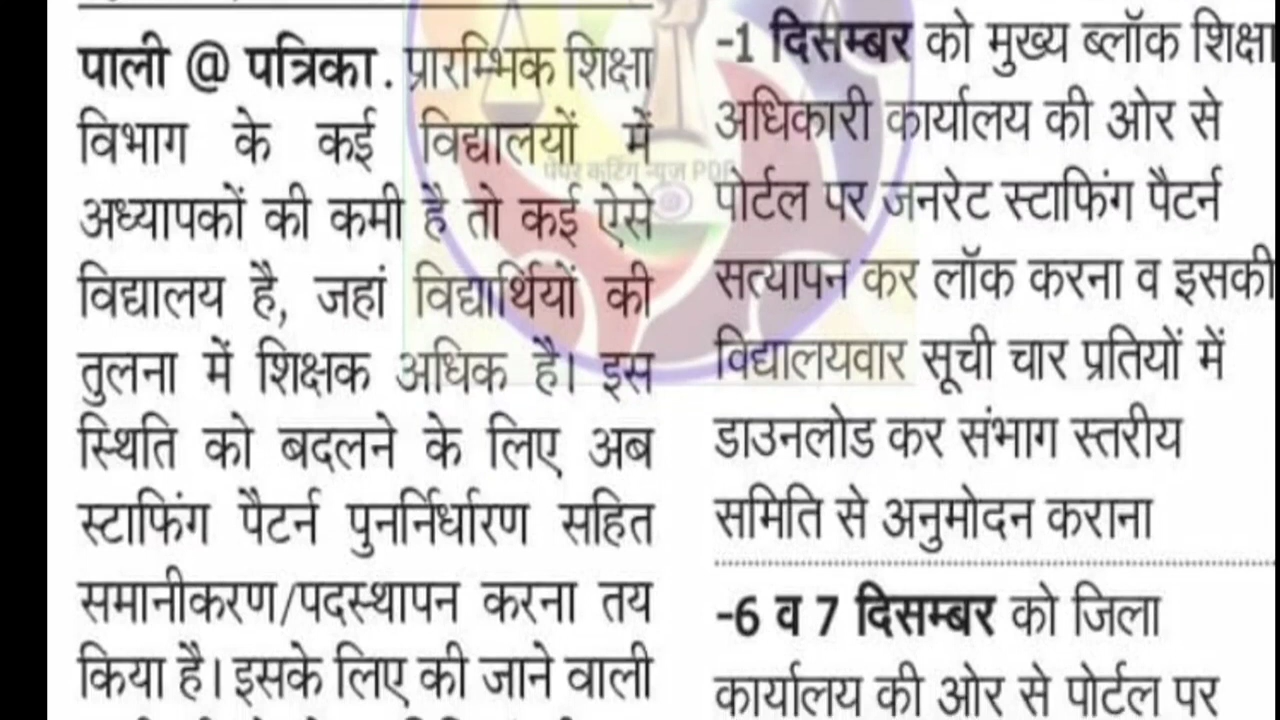 पाली @ पत्रिका. प्रारम्भिक शिक्षा
विभाग के कई विद्यालयों में
अध्यापकों की कमी है तो कई ऐसे
विद्यालय है, जहां विद्यार्थियों की
तुलना में शिक्षक अधिक है। इस
स्थिति को बदलने के लिए अब
स्टाफिंग पैटर्न पुनर्निर्धारण सहित
समानीकरण/पदस्थापन करना तय
किया है। इसके लिए की जाने वाली
-1 दिसम्बर को मुख्य ब्लॉक शिक्षा
अधिकारी कार्यालय की ओर से
पोर्टल पर जनरेट स्टाफिंग पैटर्न
सत्यापन कर लॉक करना व इसकी
विद्यालयवार सूची चार प्रतियों में
डाउनलोड कर संभाग स्तरीय
समिति से अनुमोदन कराना
-6 व 7 दिसम्बर को जिला
कार्यालय की ओर से पोर्टल पर
पेपर कटिंग न्यूज PDF